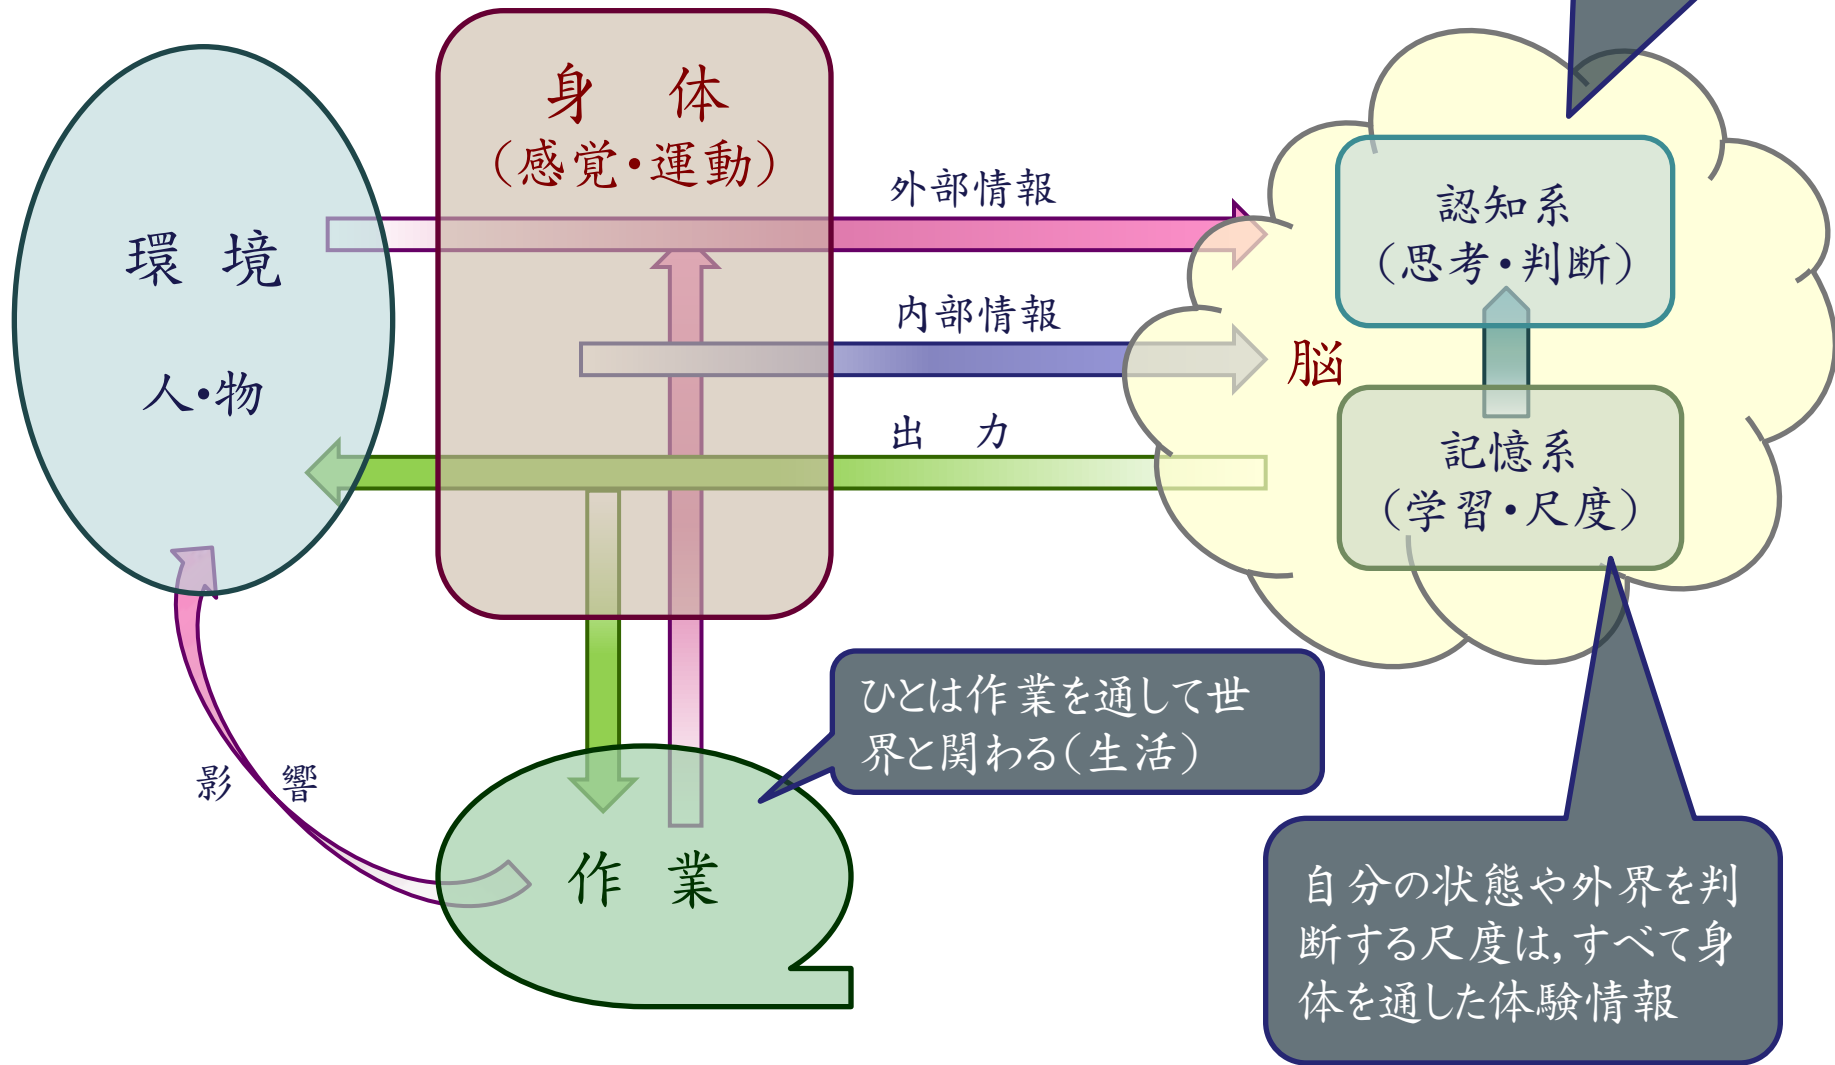 身 体
(感覚・運動)
環 境
人・物
外部情報
内部情報
出 力
脳
認知系
(思考・判断)
記憶系
(学習・尺度)
影 響
作 業
ひとは作業を通して世
界と関わる(生活)
自分の状態や外界を判
断する尺度は,すべて身
体を通した体験情報